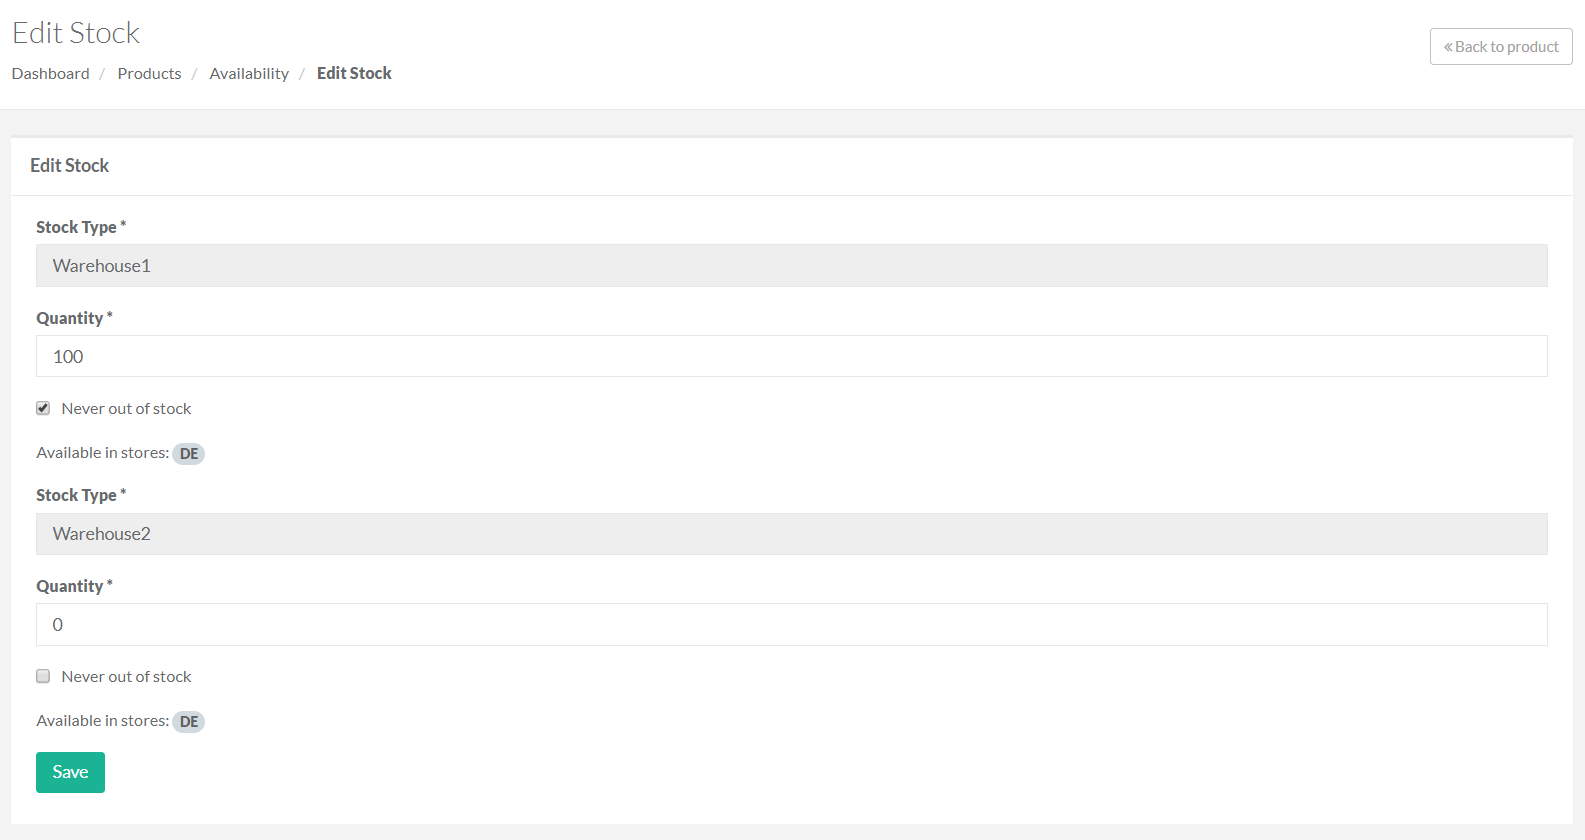 Edit Stock
« Back to product
Dashboard / Products / Availability / Edit Stock
Edit Stock
Stock Type *
Warehouse1
Quantity *
100
Never out of stock
Available in stores: DE
Stock Type *
Warehouse2
Quantity *
0
Never out of stock
Available in stores: DE
Save